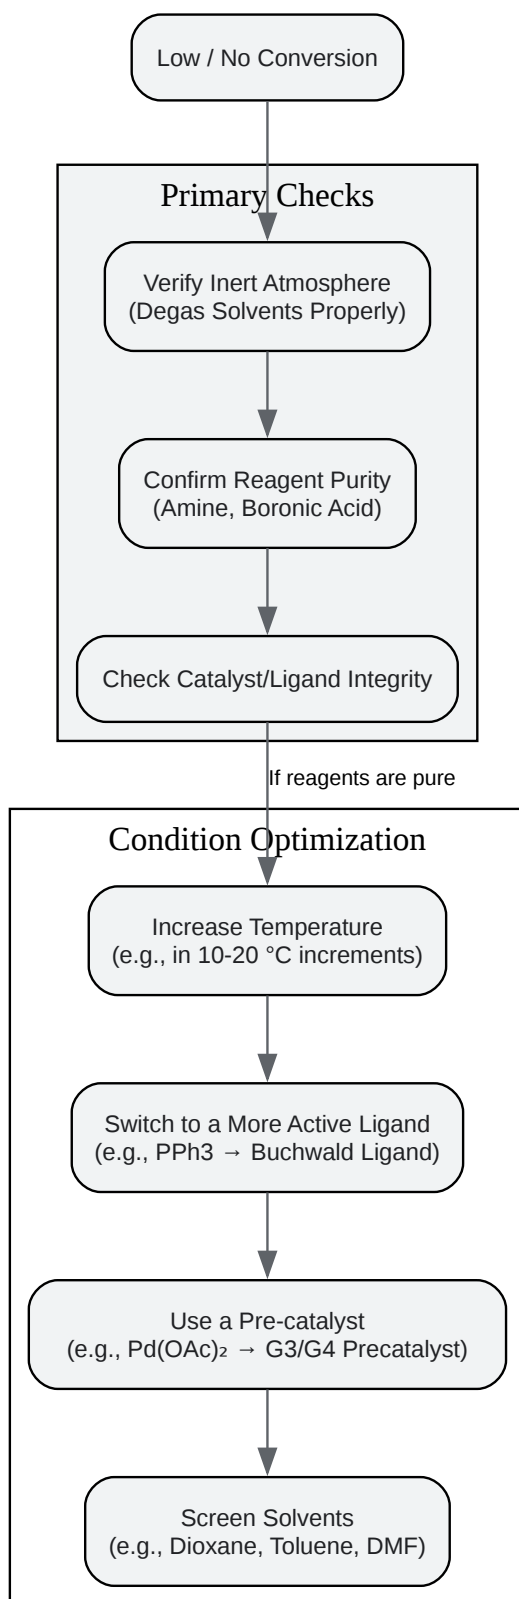 Low / No Conversion
Primary Checks
Verify Inert Atmosphere
(Degas Solvents Properly)
Confirm Reagent Purity
(Amine, Boronic Acid)
Check Catalyst/Ligand Integrity
If reagents are pure
Condition Optimization
Increase Temperature
(e.g., in 10-20 °C increments)
Switch to a More Active Ligand
(e.g., PPh3 → Buchwald Ligand)
Use a Pre-catalyst
(e.g., Pd(OAc)₂ → G3/G4 Precatalyst)
Screen Solvents
(e.g., Dioxane, Toluene, DMF)